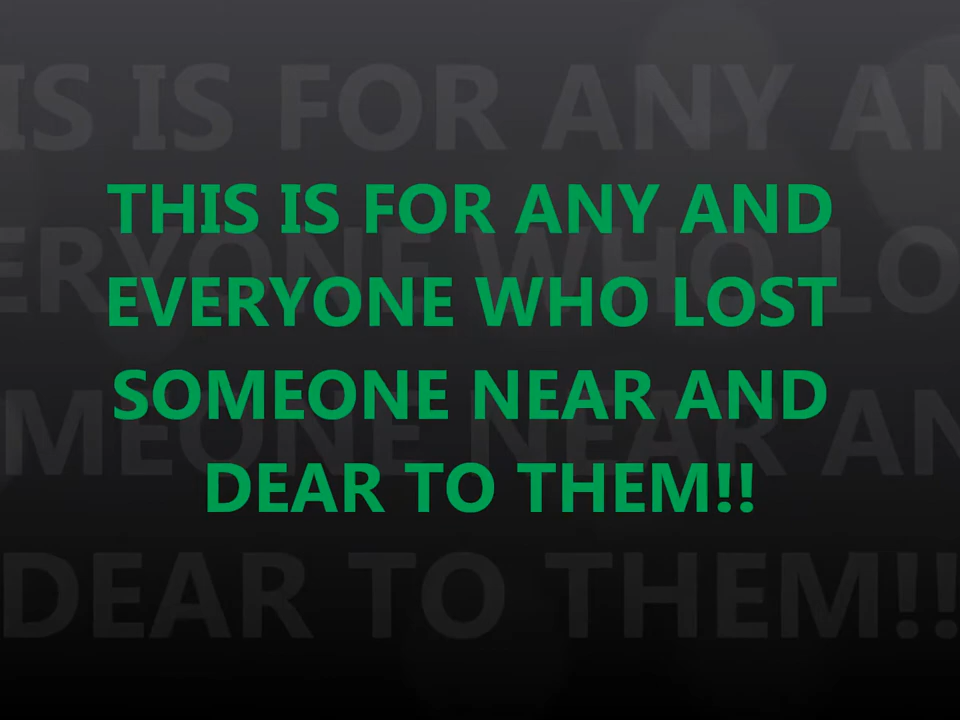 THIS IS FOR ANY AND
EVERYONE WHO LOST
SOMEONE NEAR AND
DEAR TO THEM!!